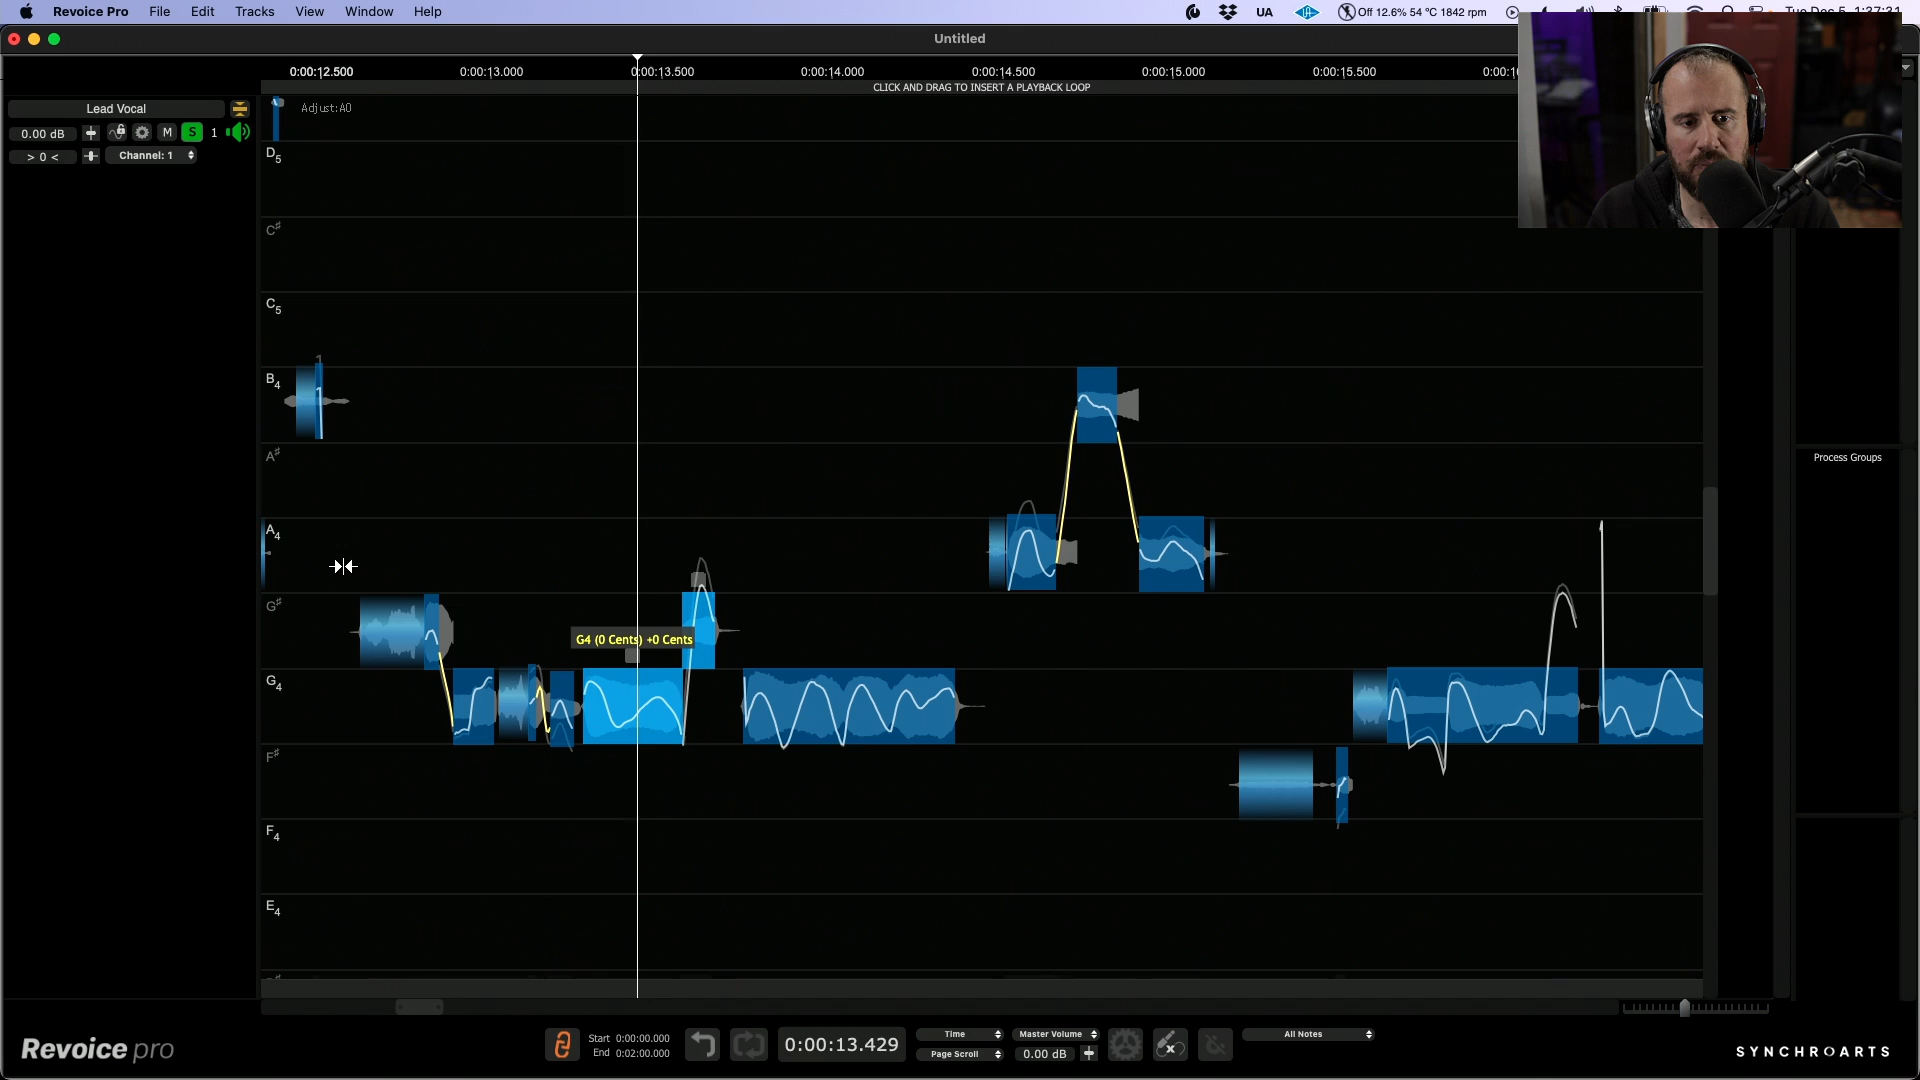 Revoice Pro File Edit Tracks View Window Help UA Off 12.6% 54 °C 1842 rpm
Untitled
0:00:12.500 0:00:13.000 0:00:13.500 0:00:14.000 0:00:14.500 0:00:15.000 0:00:15.500
CLICK AND DRAG TO INSERT A PLAYBACK LOOP
Lead Vocal
Adjust:A0
0.00 dB M S 1
> 0 < Channel: 1
D5
C#
C5
B4
A#
A4
G#
G4 (0 Cents) +0 Cents
G4
F#
F4
E4
Process Groups
Start 0:00:00.000
End 0:02:00.000
0:00:13.429
Time
Page Scroll
Master Volume
0.00 dB
All Notes
Revoice pro
SYNCHROARTS